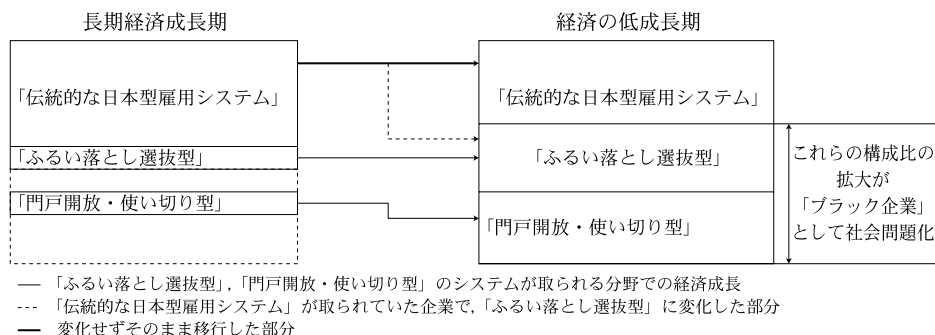 長期経済成長期
経済の低成長期
「伝統的な日本型雇用システム」
「ふるい落とし選抜型」
「門戸開放・使い切り型」
「伝統的な日本型雇用システム」
「ふるい落とし選抜型」
「門戸開放・使い切り型」
これらの構成比の
拡大が
「ブラック企業」
として社会問題化
「ふるい落とし選抜型」,「門戸開放・使い切り型」のシステムが取られる分野での経済成長
「伝統的な日本型雇用システム」が取られていた企業で,「ふるい落とし選抜型」に変化した部分
変化せずそのまま移行した部分